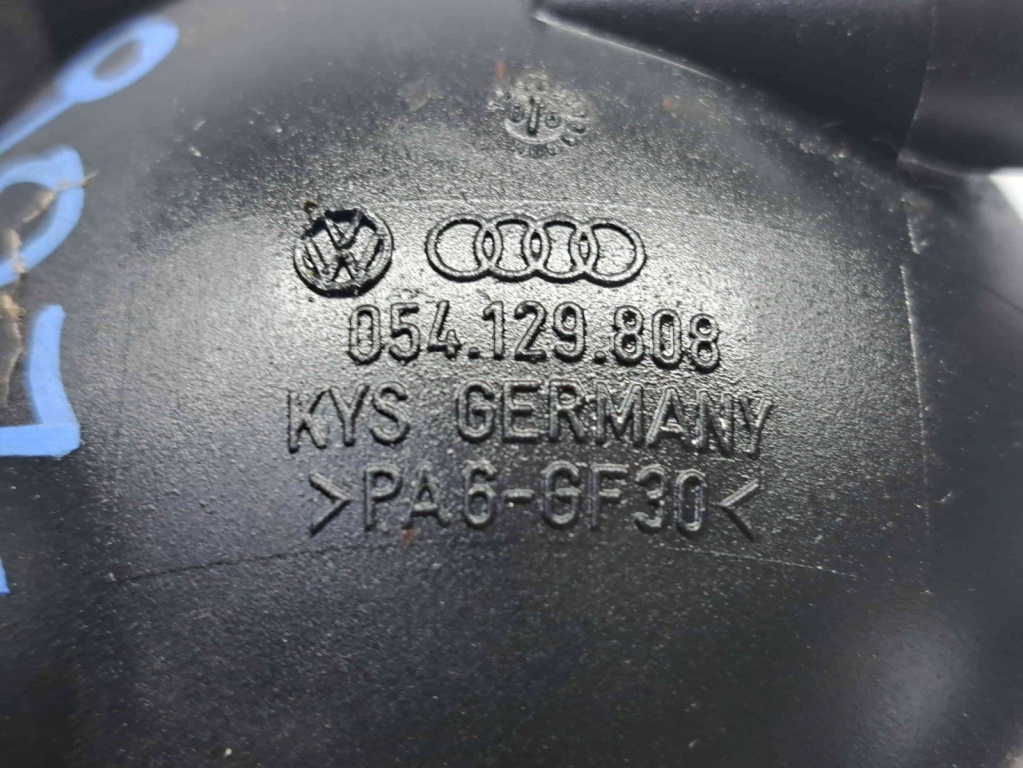 054.129.808
KYS GERMANY
>PA6-GF30<